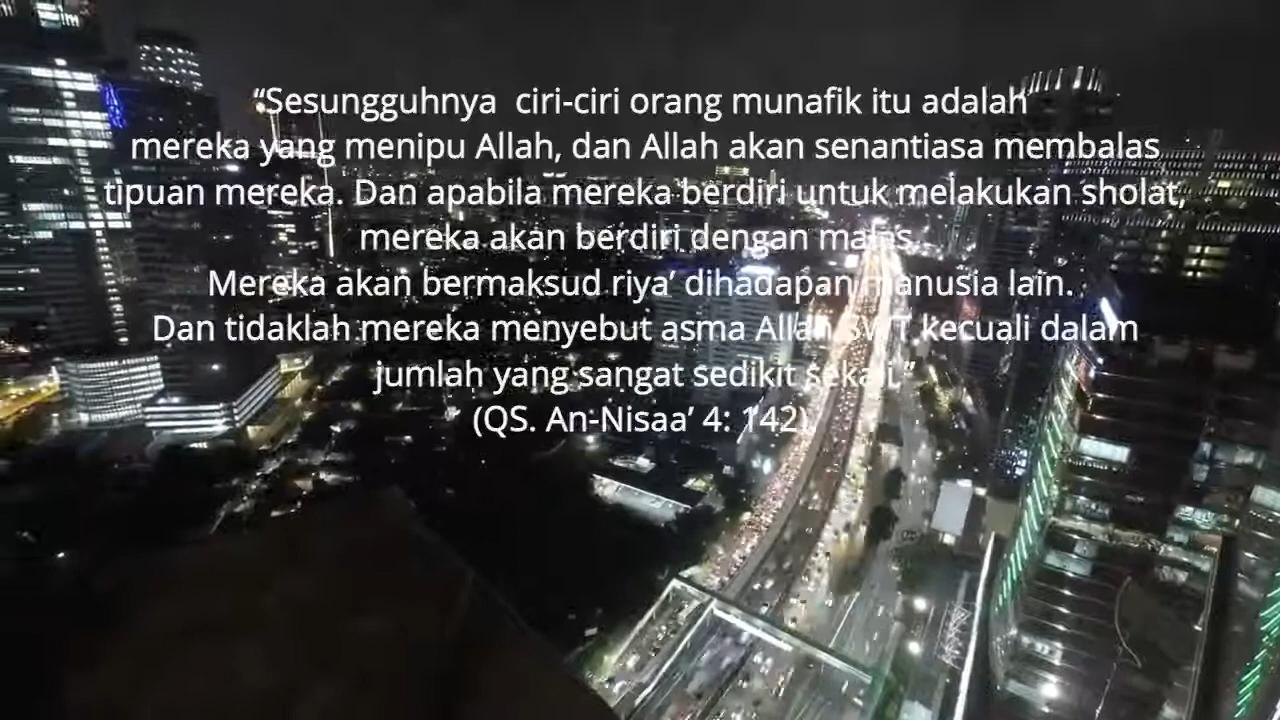 “Sesungguhnya ciri-ciri orang munafik itu adalah
mereka yang menipu Allah, dan Allah akan senantiasa membalas
tipuan mereka. Dan apabila mereka berdiri untuk melakukan sholat,
mereka akan berdiri dengan malas.
Mereka akan bermaksud riya’ dihadapan manusia lain.
Dan tidaklah mereka menyebut asma Allah SWT kecuali dalam
jumlah yang sangat sedikit sekali.”
(QS. An-Nisaa’ 4: 142).